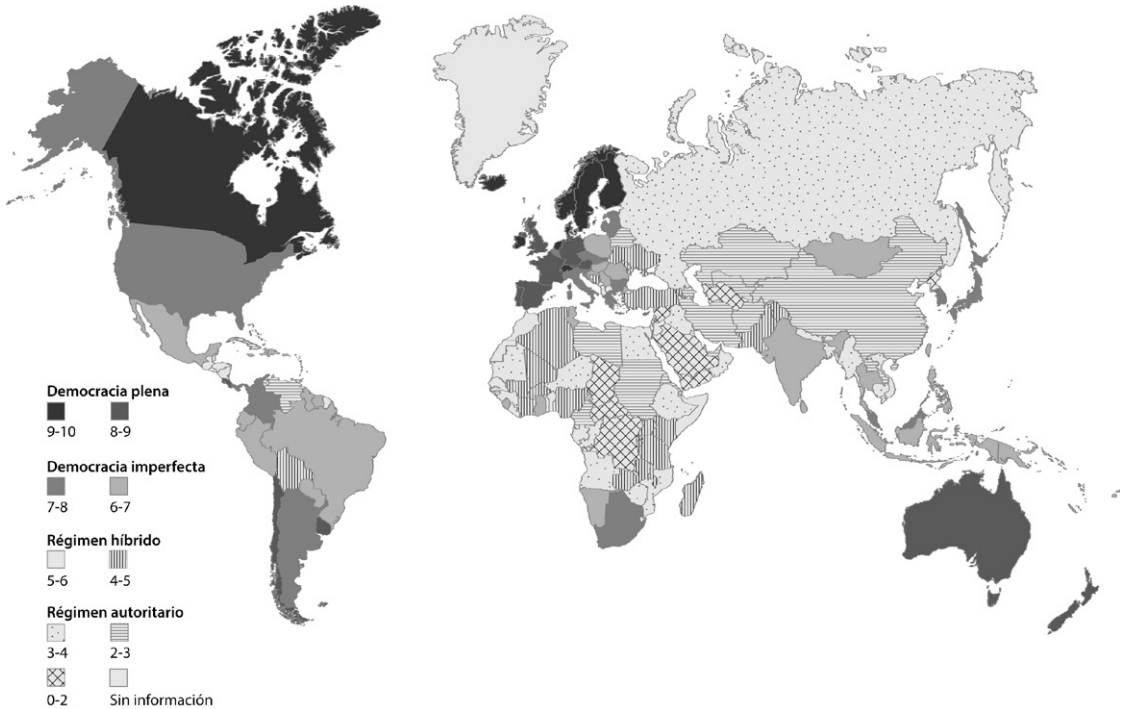 Democracia plena
9-10 8-9
Democracia imperfecta
7-8 6-7
Régimen híbrido
5-6 4-5
Régimen autoritario
3-4 2-3
0-2 Sin información